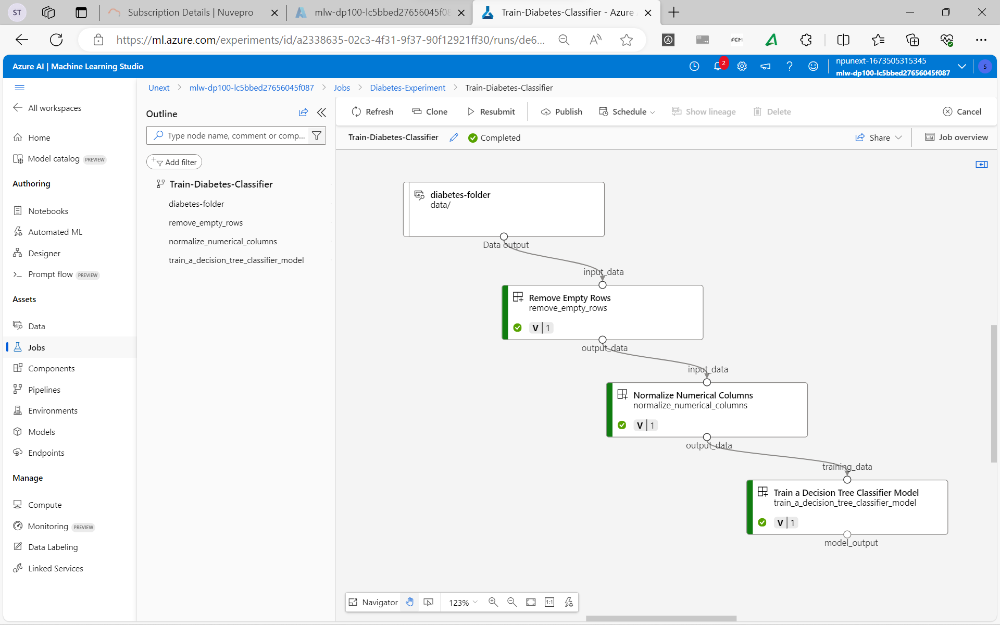 ST
Subscription Details | Nuvepro
mlw-dp100-lc5bbed27656045f08
Train-Diabetes-Classifier - Azure
https://ml.azure.com/experiments/id/a2338635-02c3-4f31-9f37-90f12921ff30/runs/de6...
A
FCM
Azure AI | Machine Learning Studio
2
?
npunext-1673505315345
mlw-dp100-lc5bbed27656045f087
S
All workspaces
Home
Model catalog PREVIEW
Authoring
Notebooks
Automated ML
Designer
Prompt flow PREVIEW
Assets
Data
Jobs
Components
Pipelines
Environments
Models
Endpoints
Manage
Compute
Monitoring PREVIEW
Data Labeling
Linked Services
Unext > mlw-dp100-lc5bbed27656045f087 > Jobs > Diabetes-Experiment > Train-Diabetes-Classifier
Outline
Type node name, comment or comp...
Add filter
Train-Diabetes-Classifier
diabetes-folder
remove_empty_rows
normalize_numerical_columns
train_a_decision_tree_classifier_model
Refresh Clone Resubmit Publish Schedule Show lineage Delete Cancel
Train-Diabetes-Classifier Completed Share Job overview
diabetes-folder
data/
Data output
input_data
Remove Empty Rows
remove_empty_rows
V | 1
output_data
input_data
Normalize Numerical Columns
normalize_numerical_columns
V | 1
output_data
training_data
Train a Decision Tree Classifier Model
train_a_decision_tree_classifier_model
V | 1
model_output
Navigator 123% 1:1